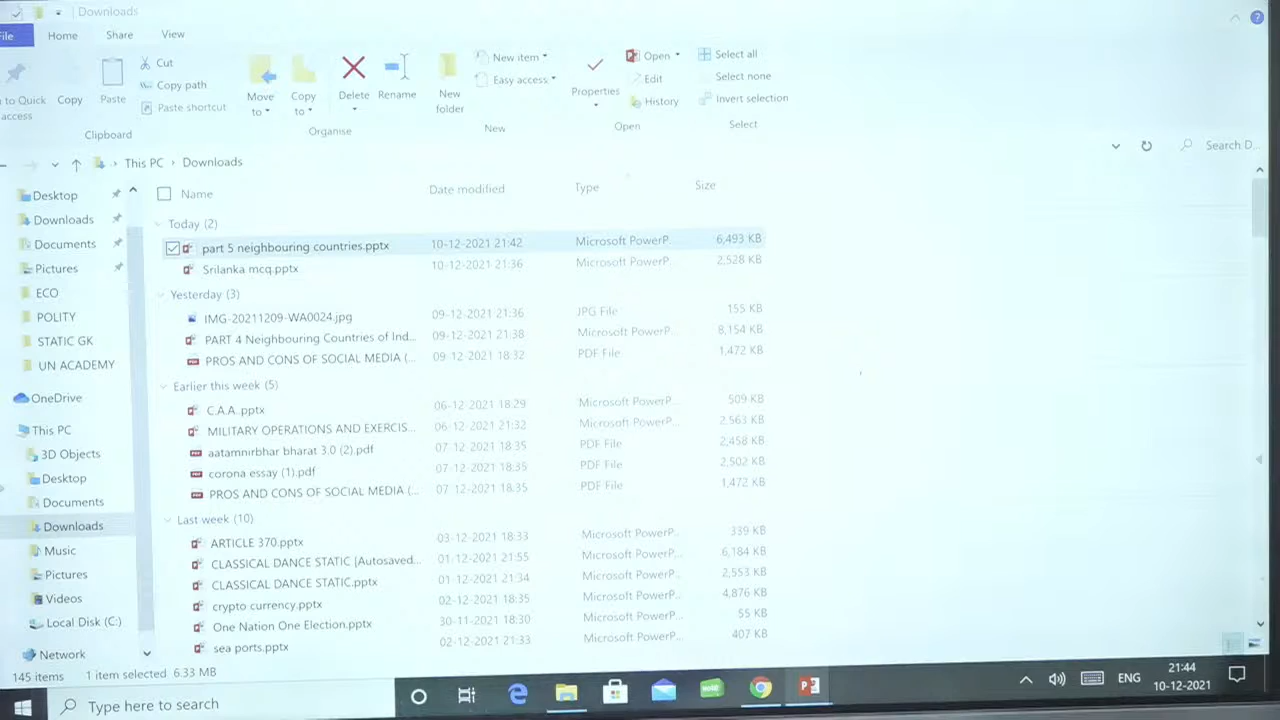 Downloads
File Home Share View
Cut
Copy path
Paste shortcut
to Quick access
Copy
Paste
Clipboard
Move to
Copy to
Delete
Rename
Organise
New folder
New item
Easy access
New
Properties
Open
Edit
History
Open
Select all
Select none
Invert selection
Select
This PC > Downloads
Search D...
Desktop
Downloads
Documents
Pictures
ECO
POLITY
STATIC GK
UN ACADEMY
OneDrive
This PC
3D Objects
Desktop
Documents
Downloads
Music
Pictures
Videos
Local Disk (C:)
Network
Name Date modified Type Size
Today (2)
part 5 neighbouring countries.pptx 10-12-2021 21:42 Microsoft PowerP... 6,493 KB
Srilanka mcq.pptx 10-12-2021 21:36 Microsoft PowerP... 2,528 KB
Yesterday (3)
IMG-20211209-WA0024.jpg 09-12-2021 21:36 JPG File 155 KB
PART 4 Neighbouring Countries of Ind... 09-12-2021 21:38 Microsoft PowerP... 8,154 KB
PROS AND CONS OF SOCIAL MEDIA (... 09-12-2021 18:32 PDF File 1,472 KB
Earlier this week (5)
C.A.A..pptx 06-12-2021 18:29 Microsoft PowerP... 509 KB
MILITARY OPERATIONS AND EXERCIS... 06-12-2021 21:32 Microsoft PowerP... 2,563 KB
aatamnirbhar bharat 3.0 (2).pdf 07-12-2021 18:35 PDF File 2,458 KB
corona essay (1).pdf 07-12-2021 18:35 PDF File 2,502 KB
PROS AND CONS OF SOCIAL MEDIA (... 07-12-2021 18:35 PDF File 1,472 KB
Last week (10)
ARTICLE 370.pptx 03-12-2021 18:33 Microsoft PowerP... 339 KB
CLASSICAL DANCE STATIC [Autosaved... 01-12-2021 21:55 Microsoft PowerP... 6,184 KB
CLASSICAL DANCE STATIC.pptx 01-12-2021 21:34 Microsoft PowerP... 2,553 KB
crypto currency.pptx 02-12-2021 18:35 Microsoft PowerP... 4,876 KB
One Nation One Election.pptx 30-11-2021 18:30 Microsoft PowerP... 55 KB
sea ports.pptx 02-12-2021 21:33 Microsoft PowerP... 407 KB
145 items 1 item selected 6.33 MB
Type here to search
ENG
21:44
10-12-2021